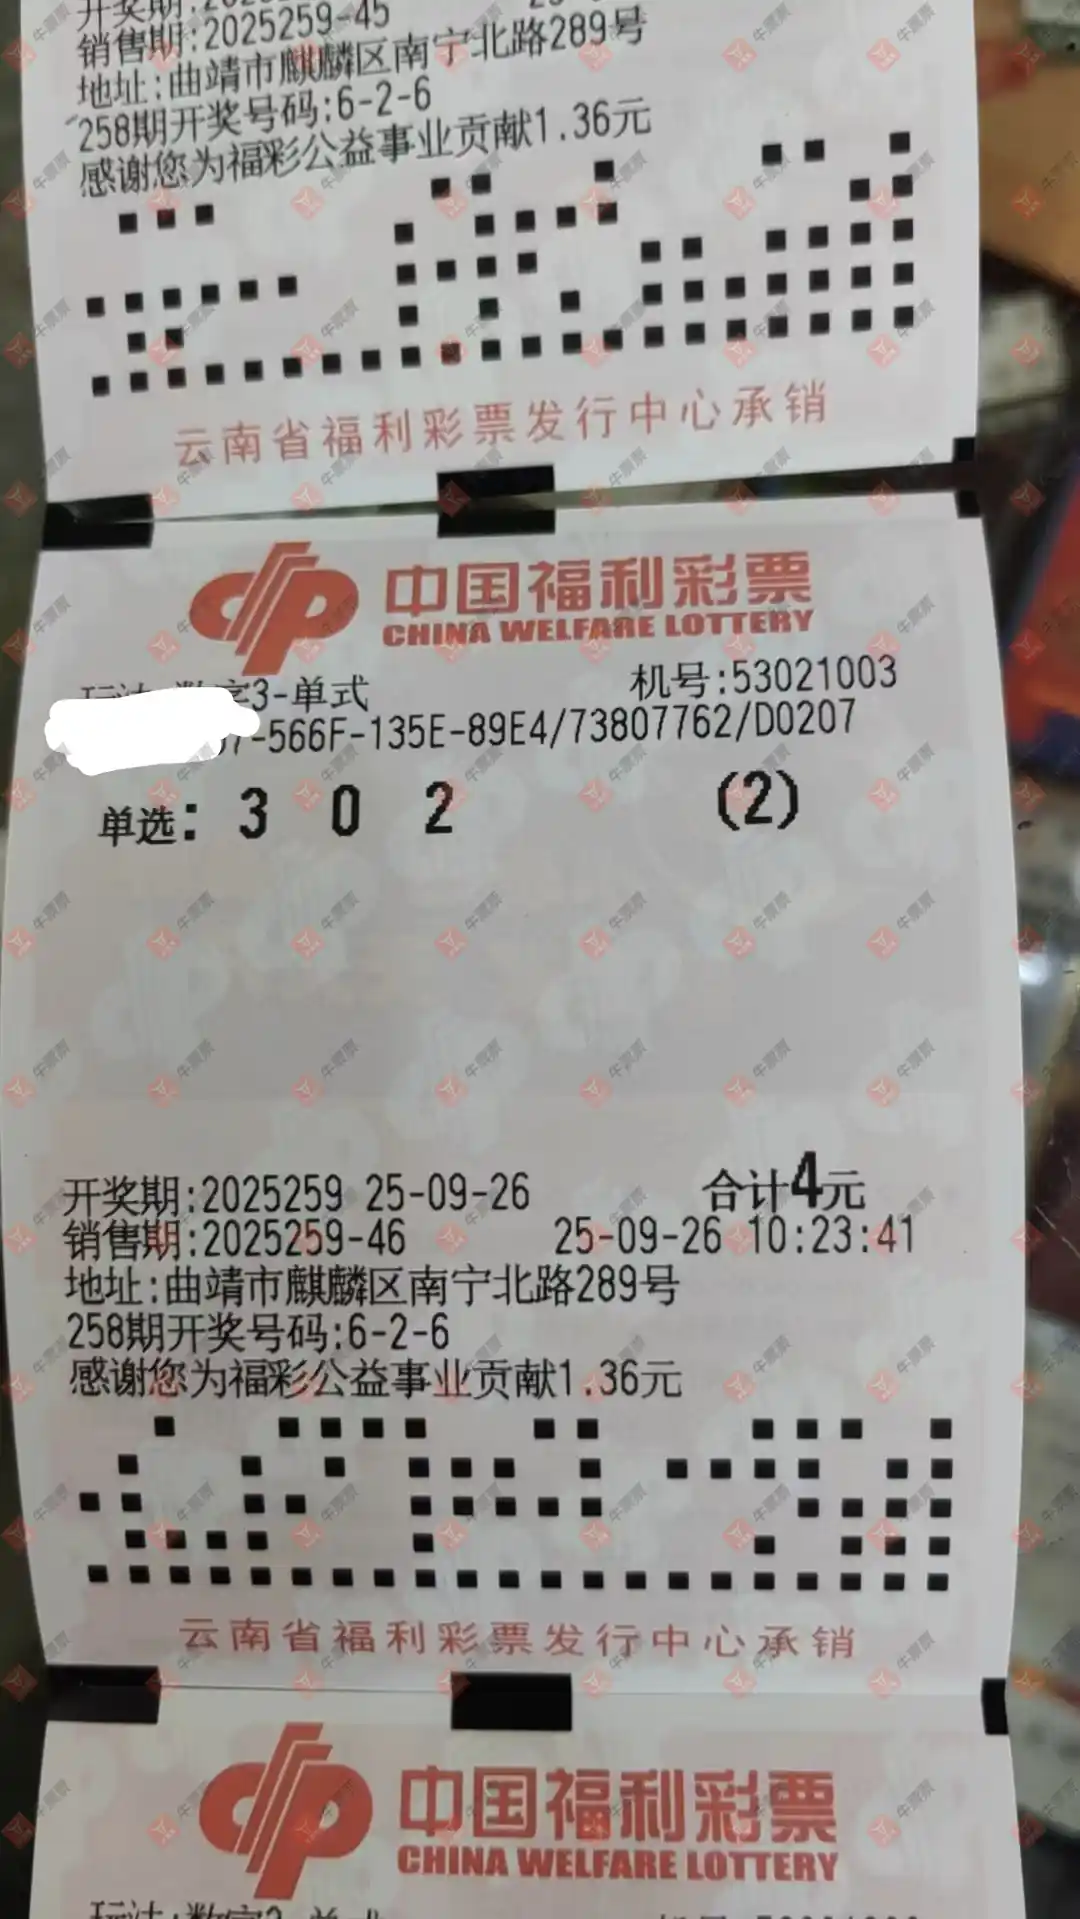 销售期:2025259-45
地址:曲靖市麒麟区南宁北路289号
258期开奖号码:6-2-6
感谢您为福彩公益事业贡献1.36元
云南省福利彩票发行中心承销
中国福利彩票
CHINA WELFARE LOTTERY
3-单式 机号:53021003
7-566F-135E-89E4/73807762/D0207
单选: 3 0 2 (2)
开奖期:2025259 25-09-26 合计4元
销售期:2025259-46 25-09-26 10:23:41
地址:曲靖市麒麟区南宁北路289号
258期开奖号码:6-2-6
感谢您为福彩公益事业贡献1.36元
云南省福利彩票发行中心承销
中国福利彩票
CHINA WELFARE LOTTERY
牛票票